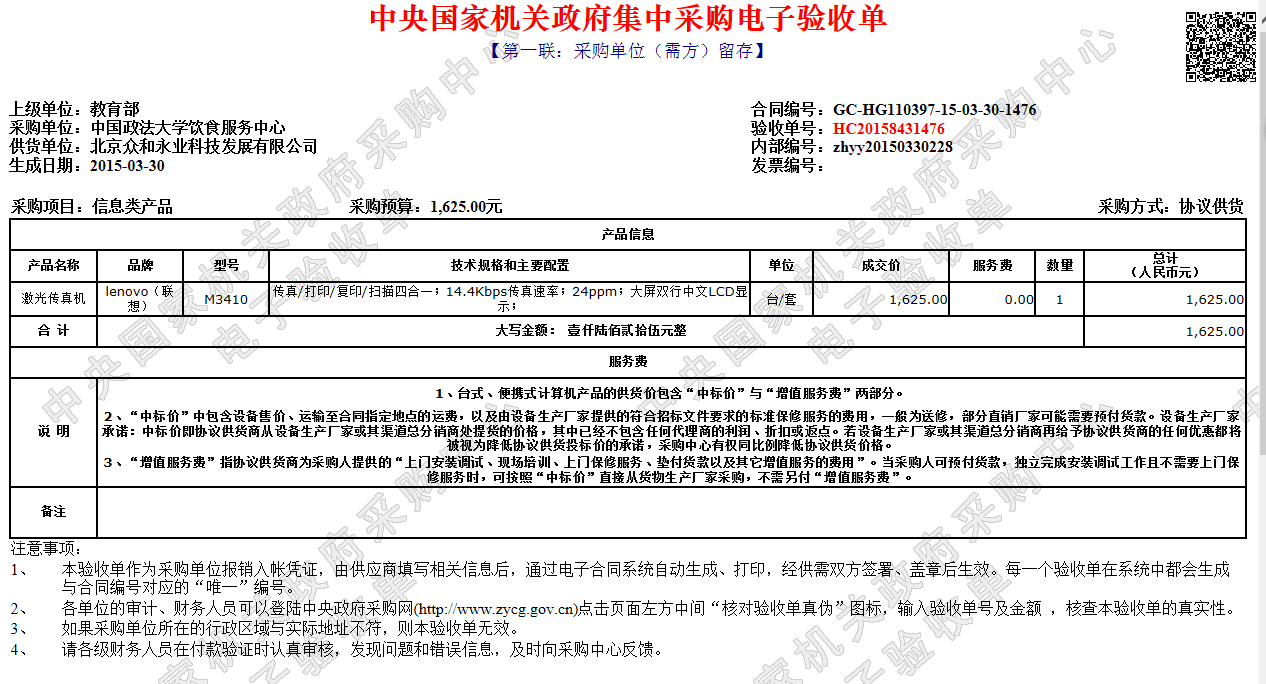 中央国家机关政府集中采购电子验收单
【第一联：采购单位（需方）留存】
上级单位：教育部
采购单位：中国政法大学饮食服务中心
供货单位：北京众和永业科技发展有限公司
生成日期：2015-03-30
合同编号：GC-HG110397-15-03-30-1476
验收单号：HC20158431476
内部编号：zhyy20150330228
发票编号：
采购项目：信息类产品 采购预算：1,625.00元 采购方式：协议供货
产品信息
产品名称 品牌 型号 技术规格和主要配置 单位 成交价 服务费 数量 总计（人民币元）
激光传真机 lenovo（联想） M3410 传真/打印/复印/扫描四合一；14.4Kbps传真速率；24ppm；大屏双行中文LCD显示； 台/套 1,625.00 0.00 1 1,625.00
合 计 大写金额： 壹仟陆佰贰拾伍元整 1,625.00
服务费
说 明
1、台式、便携式计算机产品的供货价包含“中标价”与“增值服务费”两部分。
2、“中标价”中包含设备售价、运输至合同指定地点的运费，以及由设备生产厂家提供的符合招标文件要求的标准保修服务的费用，一般为送修，部分直销厂家可能需要预付货款。设备生产厂家
承诺：中标价即协议供货商从设备生产厂家或其渠道总分销商处提货的价格，其中已经不包含任何代理商的利润、折扣或返点。若设备生产厂家或其渠道总分销商再给予协议供货商的任何优惠都将
被视为降低协议供货投标价的承诺，采购中心有权同比例降低协议供货价格。
3、“增值服务费”指协议供货商为采购人提供的“上门安装调试、现场培训、上门保修服务、垫付货款以及其它增值服务的费用”。当采购人可预付货款，独立完成安装调试工作且不需要上门保
修服务时，可按照“中标价”直接从货物生产厂家采购，不需另付“增值服务费”。
备注
注意事项：
1、 本验收单作为采购单位报销入帐凭证，由供应商填写相关信息后，通过电子合同系统自动生成、打印，经供需双方签署、盖章后生效。每一个验收单在系统中都会生成
与合同编号对应的“唯一”编号。
2、 各单位的审计、财务人员可以登陆中央政府采购网(http://www.zycg.gov.cn)点击页面左方中间“核对验收单真伪”图标，输入验收单号及金额 ，核查本验收单的真实性。
3、 如果采购单位所在的行政区域与实际地址不符，则本验收单无效。
4、 请各级财务人员在付款验证时认真审核，发现问题和错误信息，及时向采购中心反馈。
中央国家机关政府采购中心
电子验收单